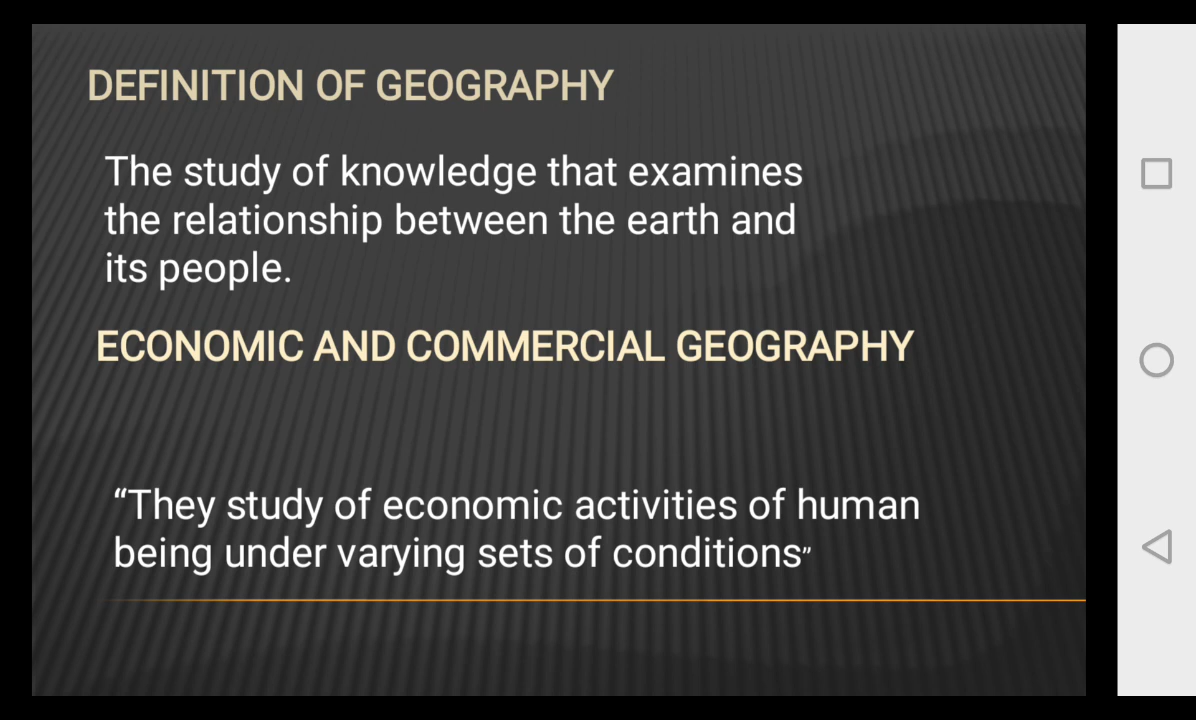 DEFINITION OF GEOGRAPHY
The study of knowledge that examines
the relationship between the earth and
its people.
ECONOMIC AND COMMERCIAL GEOGRAPHY
“They study of economic activities of human
being under varying sets of conditions”